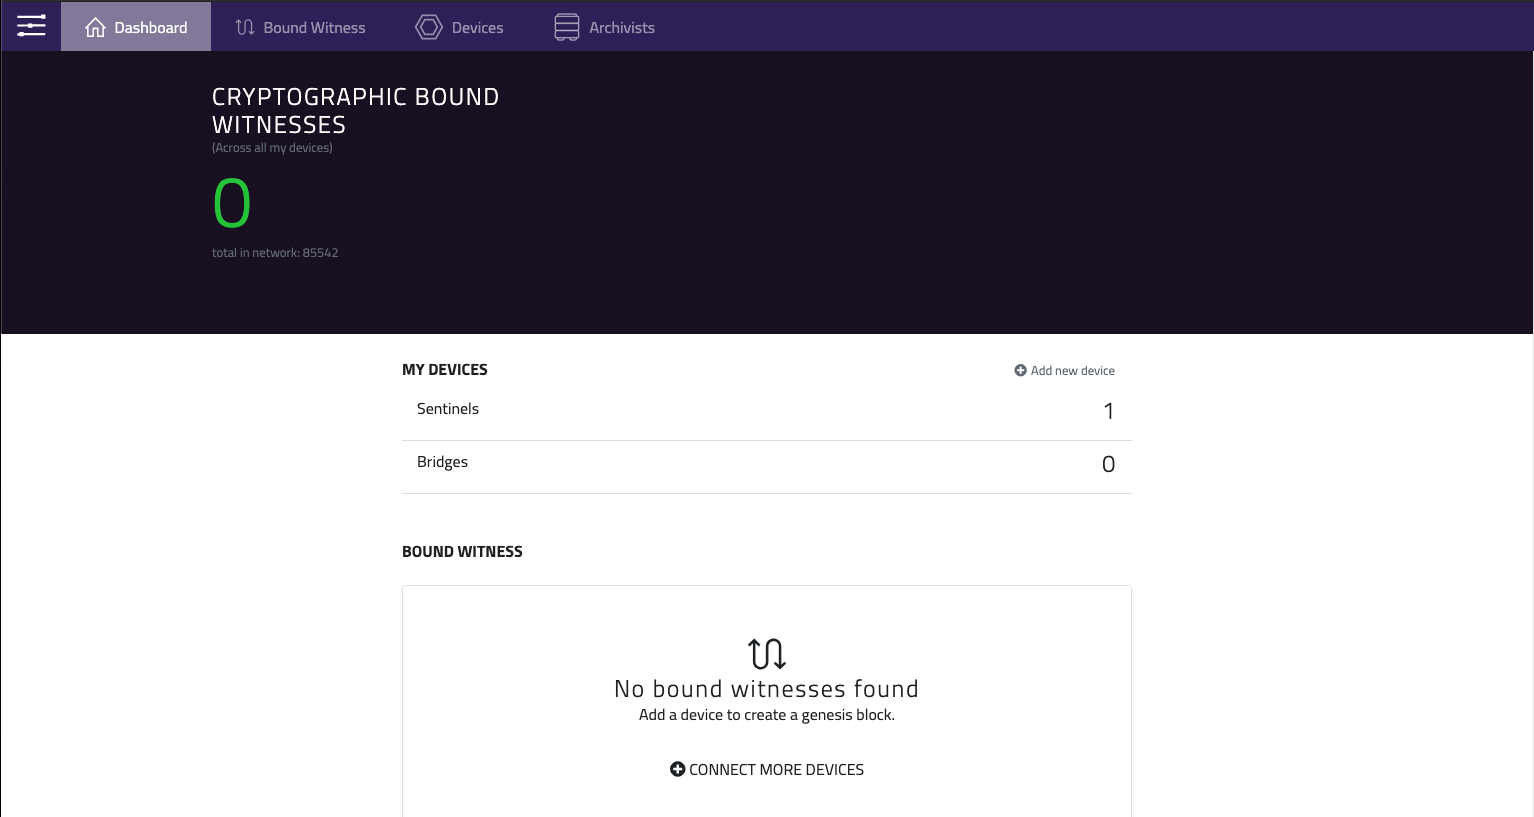 Dashboard Bound Witness Devices Archivists
CRYPTOGRAPHIC BOUND
WITNESSES
(Across all my devices)
0
total in network: 85542
MY DEVICES Add new device
Sentinels 1
Bridges 0
BOUND WITNESS
No bound witnesses found
Add a device to create a genesis block.
CONNECT MORE DEVICES